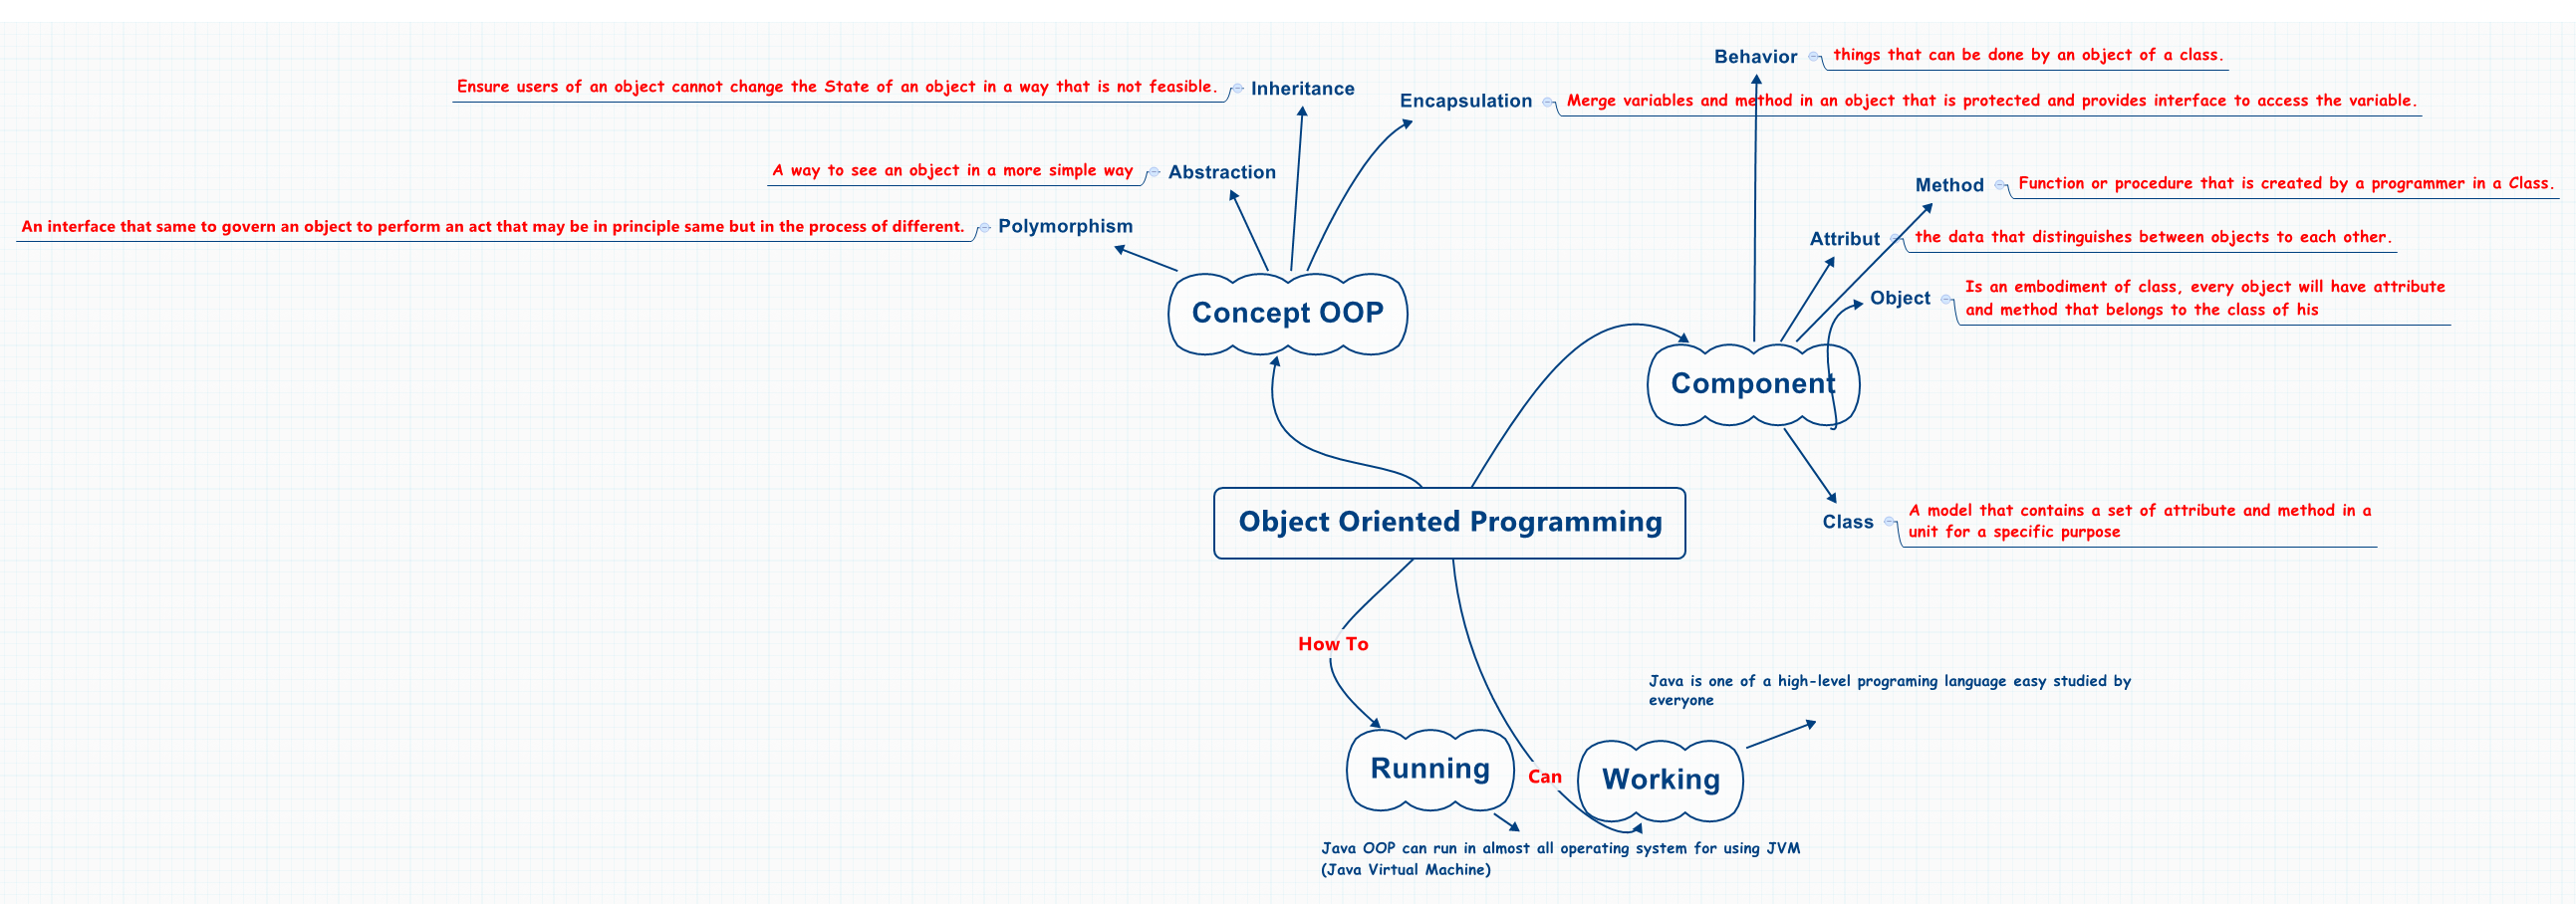 Behavior
things that can be done by an object of a class.
Ensure users of an object cannot change the State of an object in a way that is not feasible.
Inheritance
Encapsulation
Merge variables and method in an object that is protected and provides interface to access the variable.
A way to see an object in a more simple way
Abstraction
Method
Function or procedure that is created by a programmer in a Class.
An interface that same to govern an object to perform an act that may be in principle same but in the process of different.
Polymorphism
Attribut
the data that distinguishes between objects to each other.
Object
Is an embodiment of class, every object will have attribute
and method that belongs to the class of his
Concept OOP
Component
Class
A model that contains a set of attribute and method in a
unit for a specific purpose
Object Oriented Programming
How To
Java is one of a high-level programing language easy studied by
everyone
Running
Can
Working
Java OOP can run in almost all operating system for using JVM
(Java Virtual Machine)